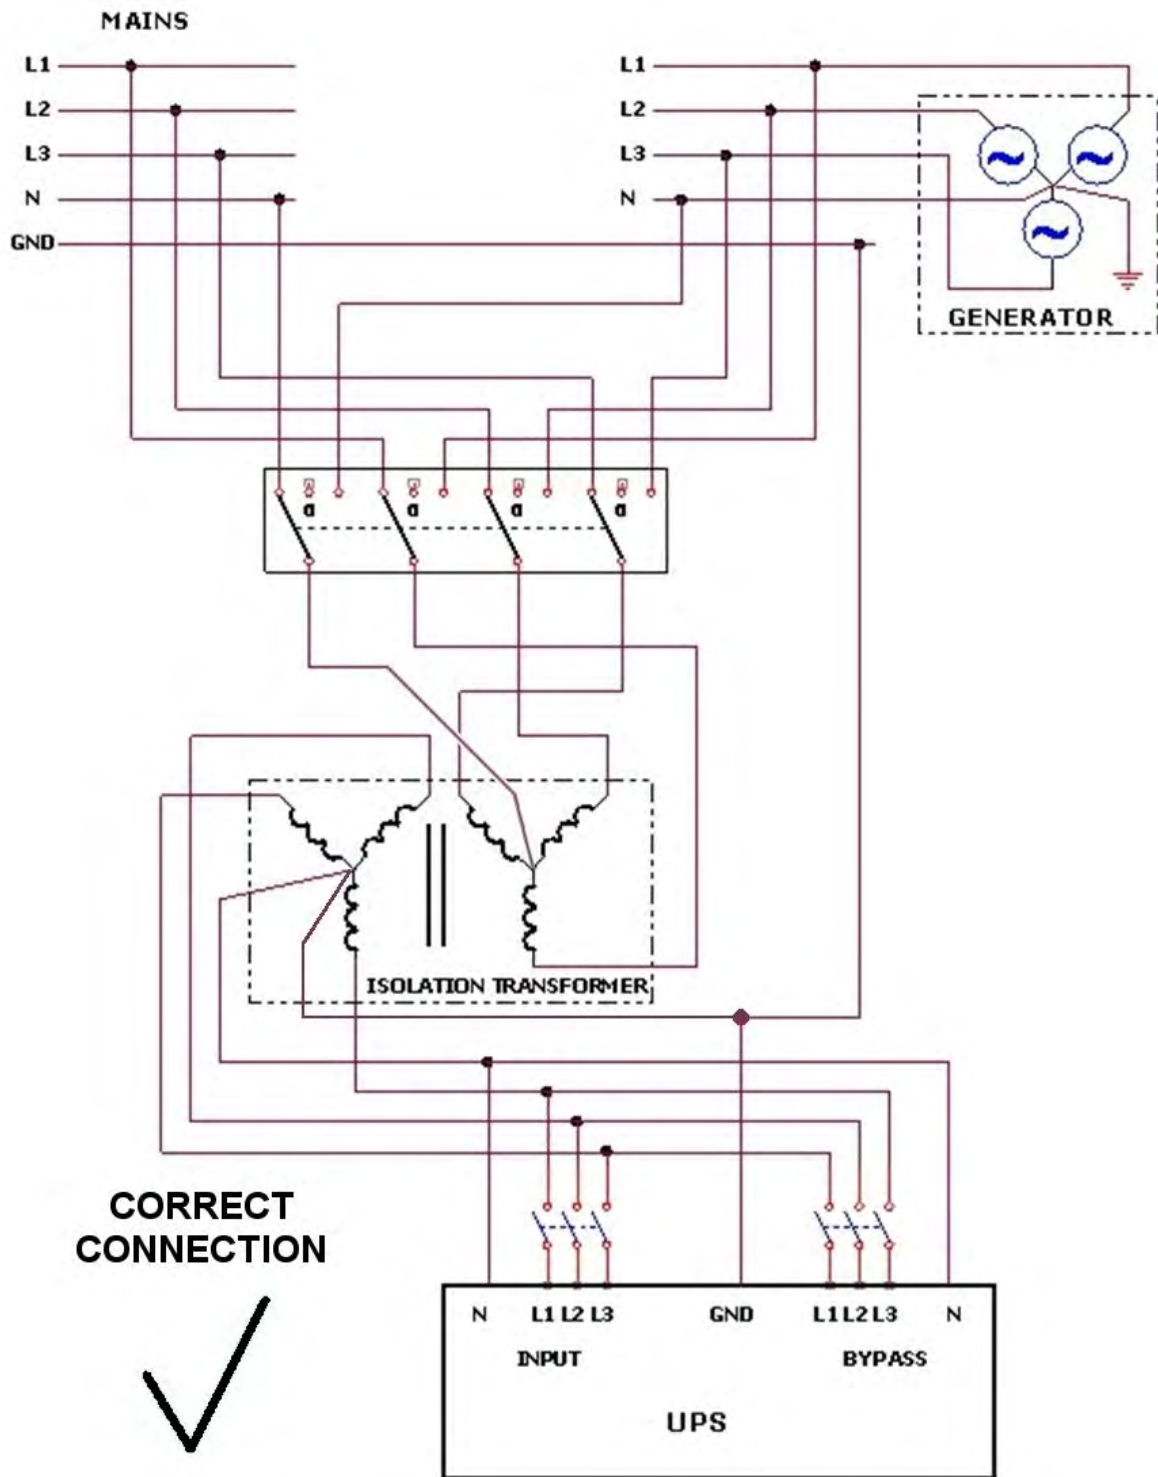 MAINS
L1
L2
L3
N
GND
L1
L2
L3
N
GENERATOR
ISOLATION TRANSFORMER
CORRECT
CONNECTION
N L1 L2 L3 GND L1 L2 L3 N
INPUT BYPASS
UPS